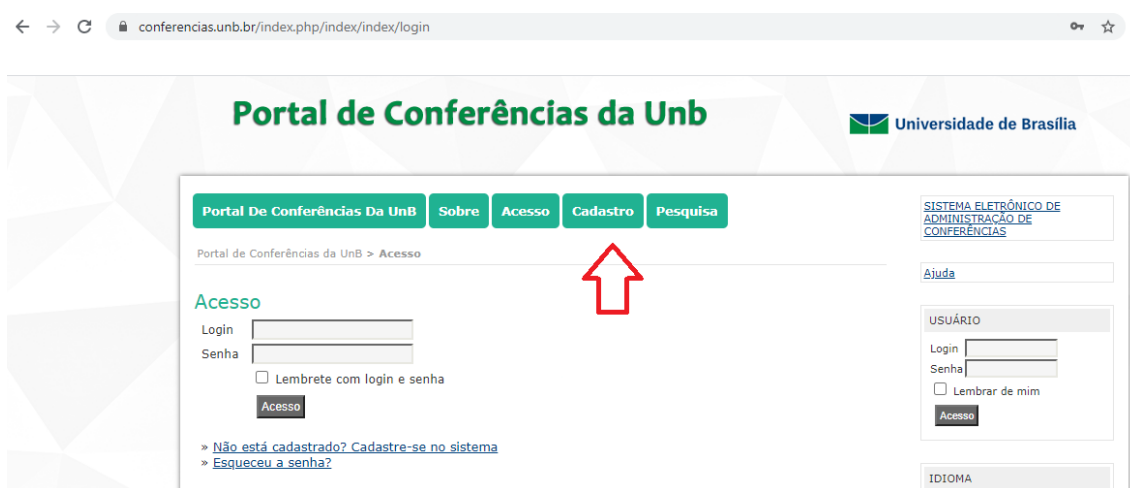 conferencias.unb.br/index.php/index/index/login
Portal de Conferências da Unb
Universidade de Brasília
Portal De Conferências Da UnB Sobre Acesso Cadastro Pesquisa
Portal de Conferências da UnB > Acesso
Acesso
Login
Senha
Lembrete com login e senha
Acesso
» Não está cadastrado? Cadastre-se no sistema
» Esqueceu a senha?
SISTEMA ELETRÔNICO DE
ADMINISTRAÇÃO DE
CONFERÊNCIAS
Ajuda
USUÁRIO
Login
Senha
Lembrar de mim
Acesso
IDIOMA